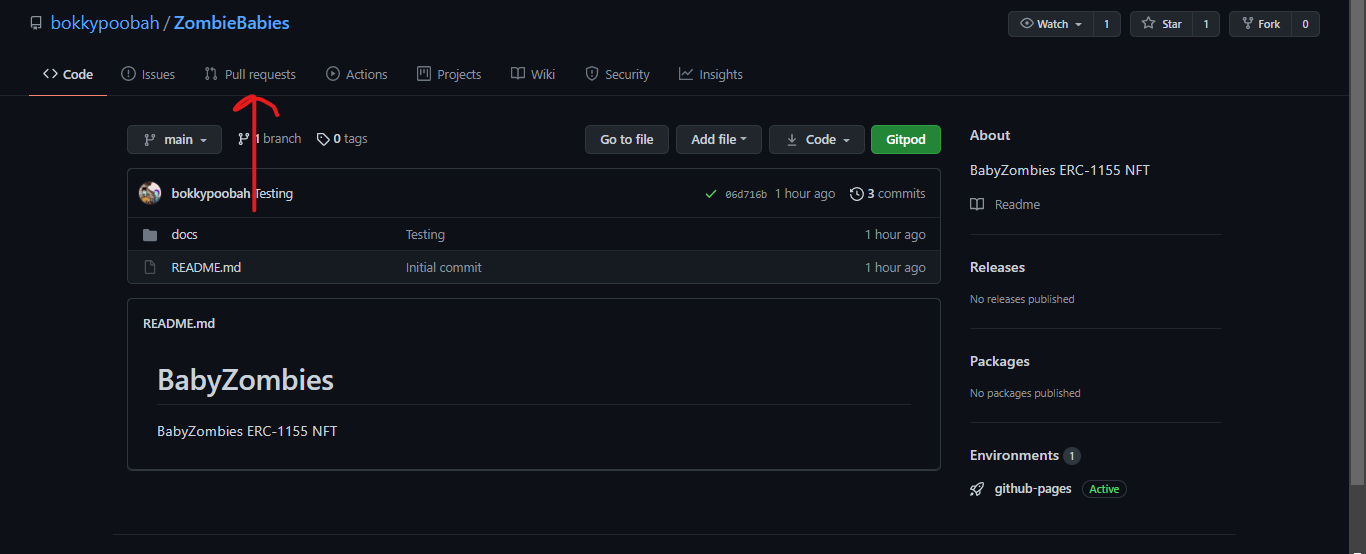 bokkypoobah / ZombieBabies Watch 1 Star 1 Fork 0
Code Issues Pull requests Actions Projects Wiki Security Insights
main 1 branch 0 tags Go to file Add file Code Gitpod
bokkypoobah Testing 06d716b 1 hour ago 3 commits
docs Testing 1 hour ago
README.md Initial commit 1 hour ago
README.md
BabyZombies
BabyZombies ERC-1155 NFT
About
BabyZombies ERC-1155 NFT
Readme
Releases
No releases published
Packages
No packages published
Environments 1
github-pages Active